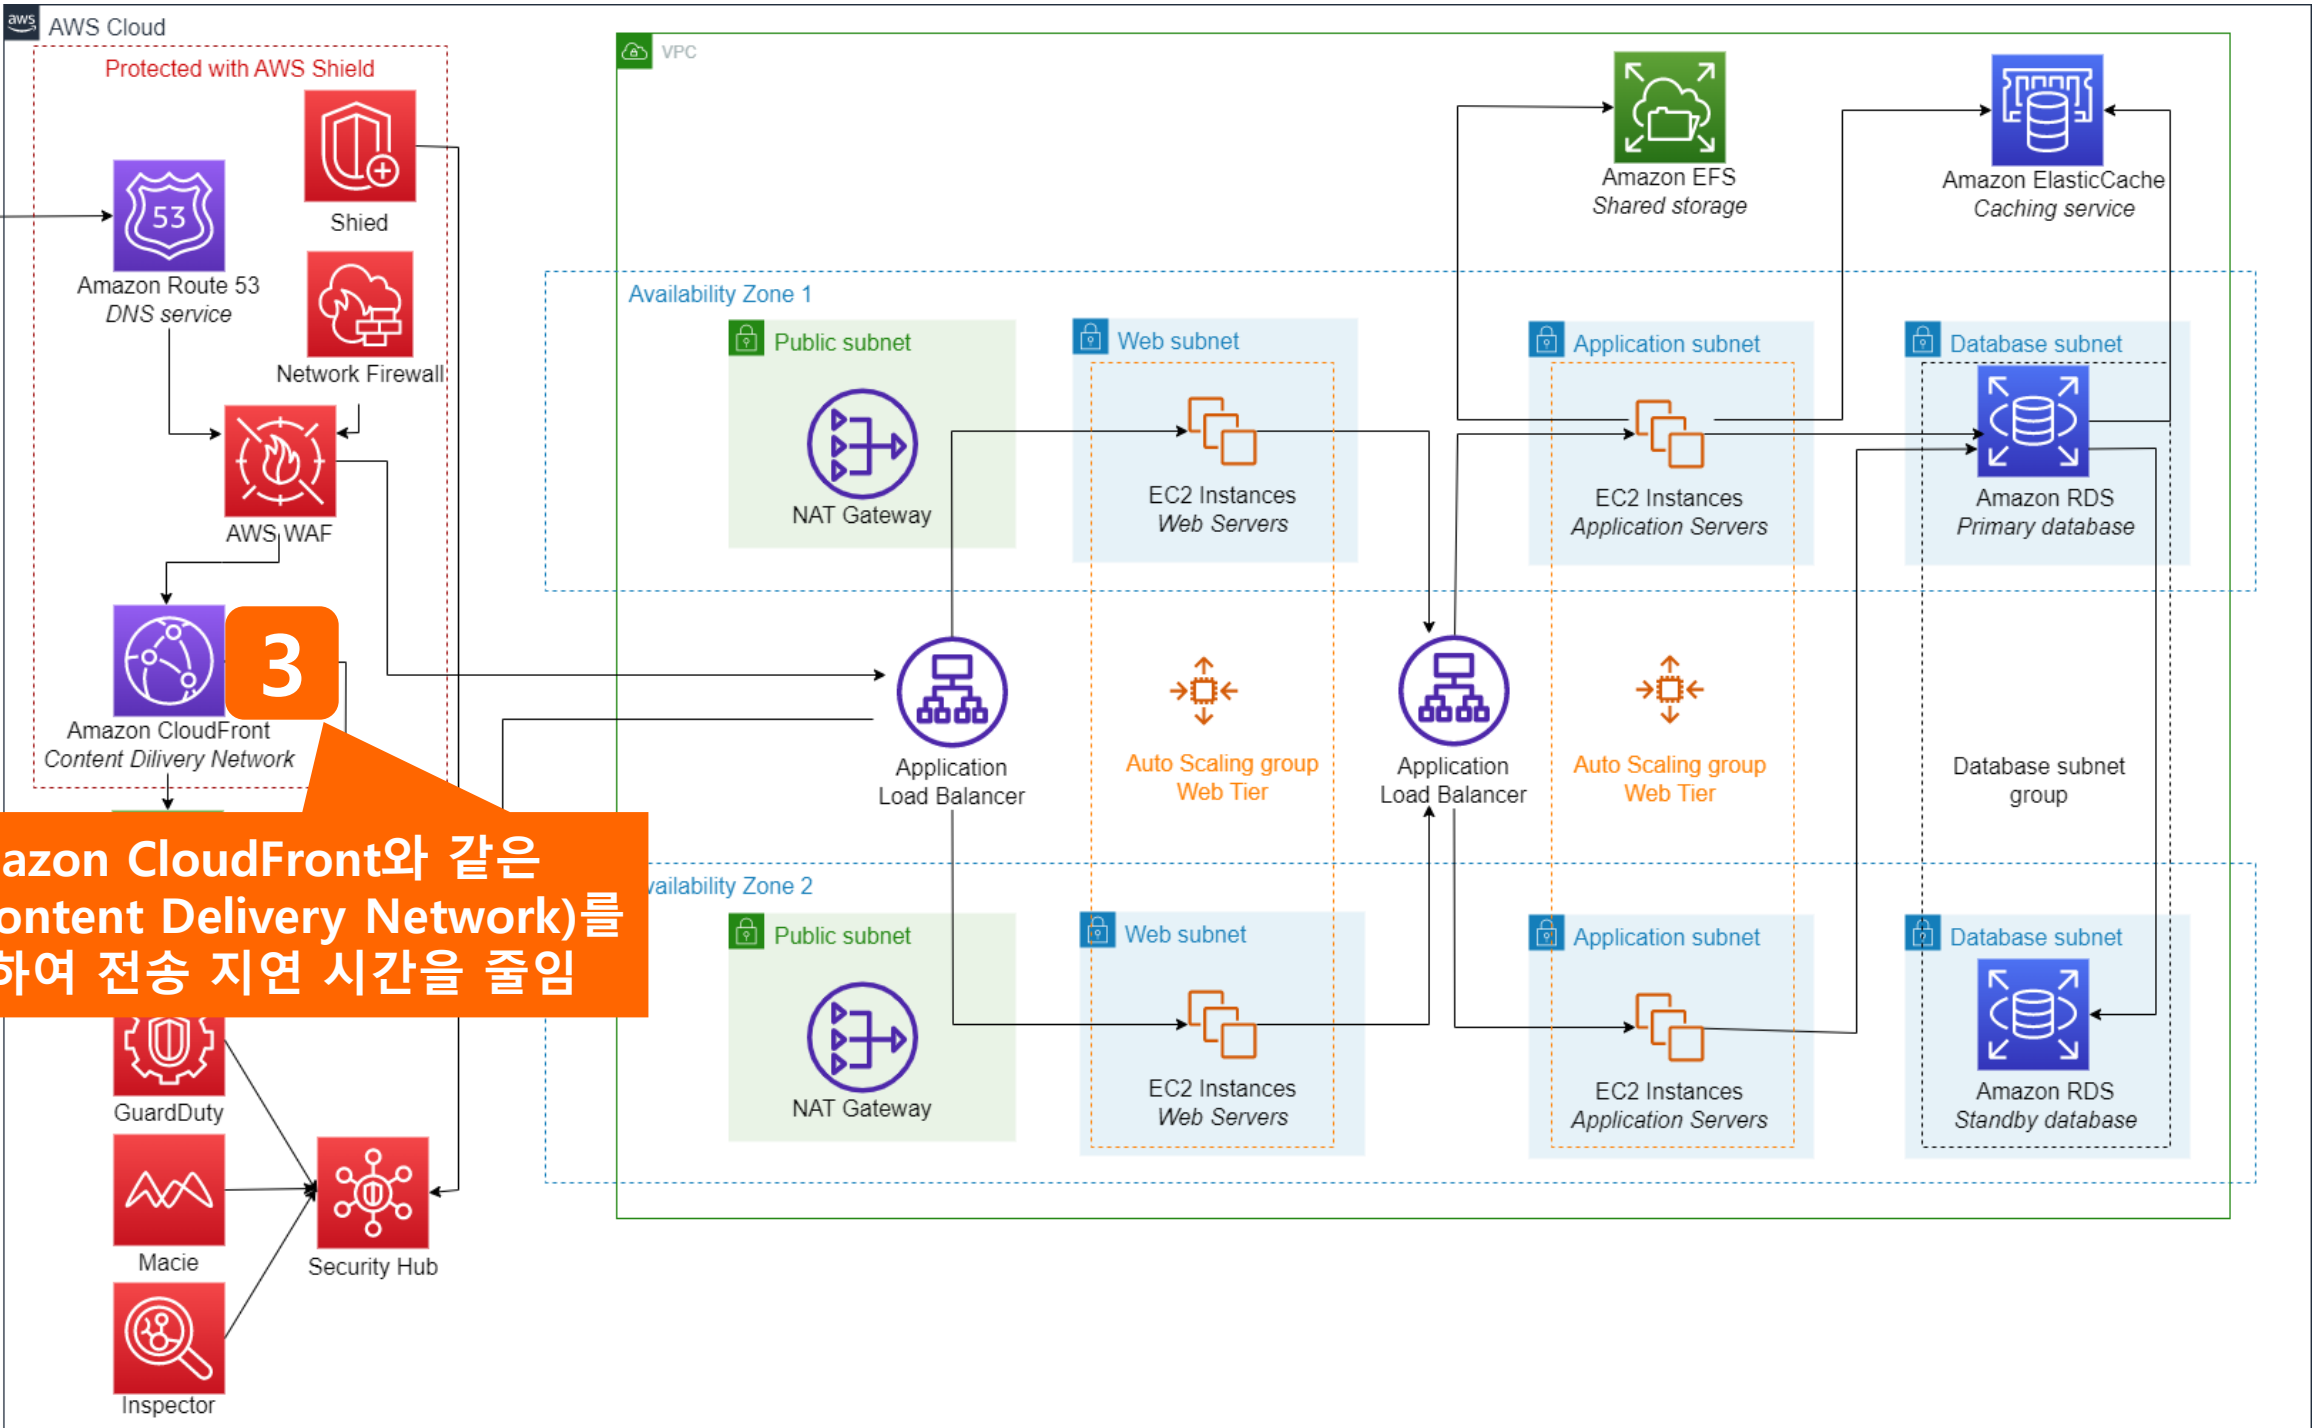 aws
AWS Cloud
Protected with AWS Shield
Shied
53
Amazon Route 53
DNS service
Network Firewall
AWS WAF
3
Amazon CloudFront
Content Dilivery Network
azon CloudFront와 같은
ontent Delivery Network)를
하여 전송 지연 시간을 줄임
GuardDuty
Macie
Security Hub
Inspector
VPC
Amazon EFS
Shared storage
Amazon ElasticCache
Caching service
Availability Zone 1
Public subnet
NAT Gateway
Web subnet
EC2 Instances
Web Servers
Application subnet
EC2 Instances
Application Servers
Database subnet
Amazon RDS
Primary database
Application
Load Balancer
Auto Scaling group
Web Tier
Application
Load Balancer
Auto Scaling group
Web Tier
Database subnet
group
vailability Zone 2
Public subnet
NAT Gateway
Web subnet
EC2 Instances
Web Servers
Application subnet
EC2 Instances
Application Servers
Database subnet
Amazon RDS
Standby database